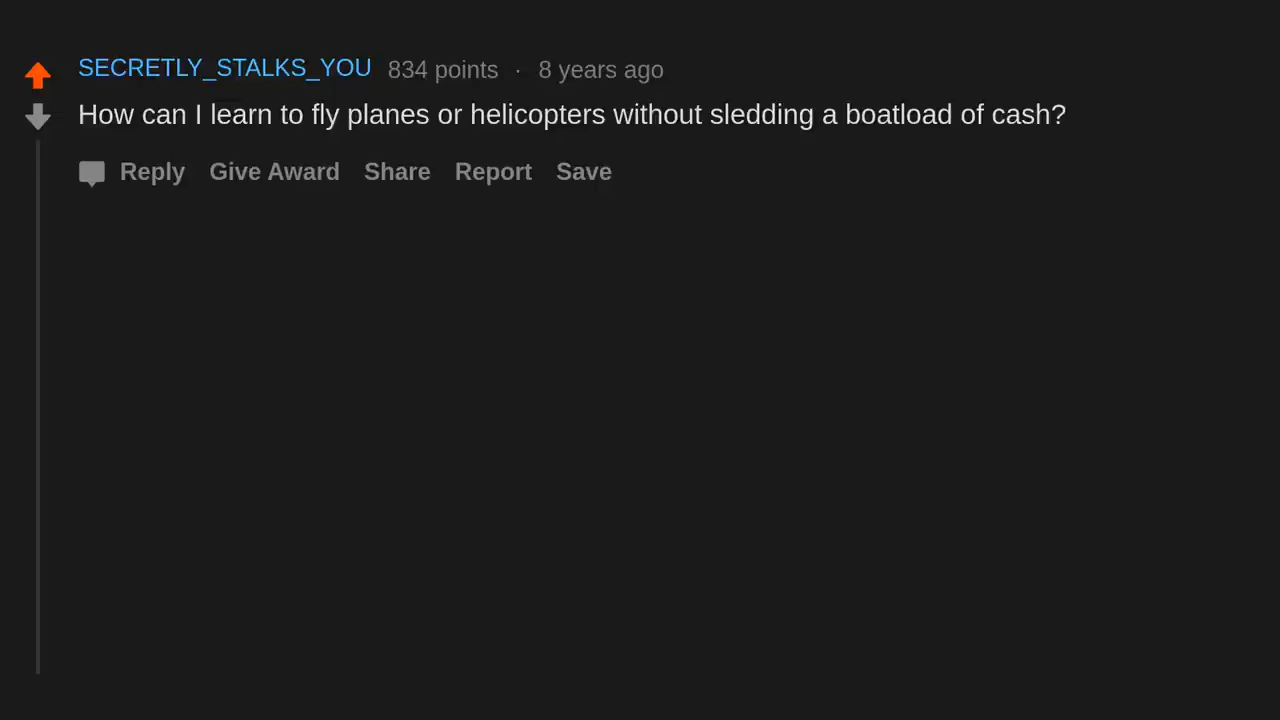 SECRETLY_STALKS_YOU 834 points · 8 years ago
How can I learn to fly planes or helicopters without sledding a boatload of cash?
Reply Give Award Share Report Save